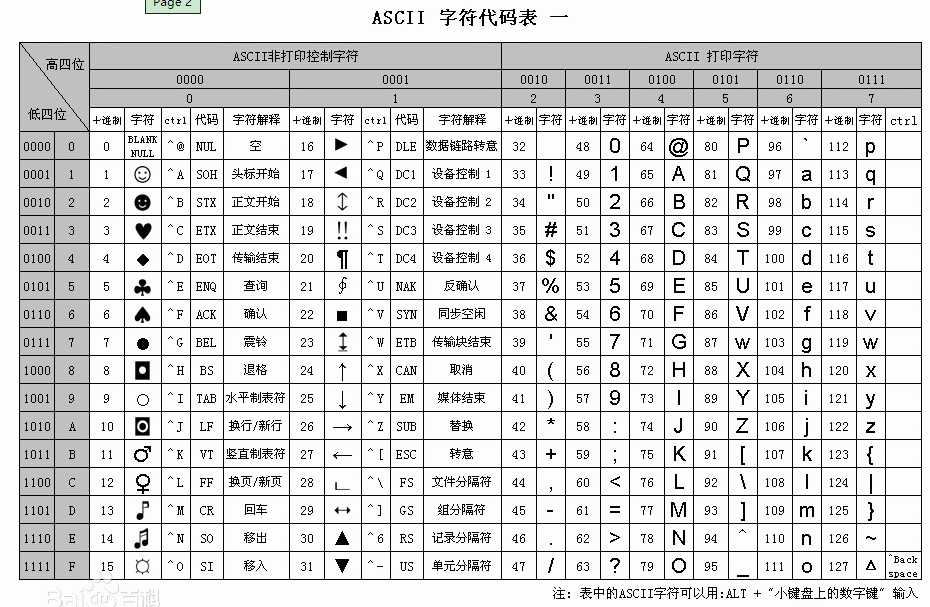 Page 2
ASCII 字符代码表 一
高四位 ASCII非打印控制字符 ASCII 打印字符
0000 0001 0010 0011 0100 0101 0110 0111
低四位 0 1 2 3 4 5 6 7
十进制 字符 ctrl 代码 字符解释 十进制 字符 ctrl 代码 字符解释 十进制 字符 十进制 字符 十进制 字符 十进制 字符 十进制 字符 十进制 字符 ctrl
0000 0 0 BLANK NULL ^@ NUL 空 16 ► ^P DLE 数据链路转意 32 48 0 64 @ 80 P 96 ` 112 p
0001 1 1 ☺ ^A SOH 头标开始 17 ◄ ^Q DC1 设备控制 1 33 ! 49 1 65 A 81 Q 97 a 113 q
0010 2 2 ☻ ^B STX 正文开始 18 ↕ ^R DC2 设备控制 2 34 " 50 2 66 B 82 R 98 b 114 r
0011 3 3 ♥ ^C ETX 正文结束 19 ‼ ^S DC3 设备控制 3 35 # 51 3 67 C 83 S 99 c 115 s
0100 4 4 ◆ ^D EOT 传输结束 20 ¶ ^T DC4 设备控制 4 36 $ 52 4 68 D 84 T 100 d 116 t
0101 5 5 ♣ ^E ENQ 查询 21 ∮ ^U NAK 反确认 37 % 53 5 69 E 85 U 101 e 117 u
0110 6 6 ♠ ^F ACK 确认 22 ■ ^V SYN 同步空闲 38 & 54 6 70 F 86 V 102 f 118 v
0111 7 7 ● ^G BEL 震铃 23 ↨ ^W ETB 传输块结束 39 ' 55 7 71 G 87 w 103 g 119 w
1000 8 8 ◘ ^H BS 退格 24 ↑ ^X CAN 取消 40 ( 56 8 72 H 88 X 104 h 120 x
1001 9 9 ○ ^I TAB 水平制表符 25 ↓ ^Y EM 媒体结束 41 ) 57 9 73 I 89 Y 105 i 121 y
1010 A 10 ◙ ^J LF 换行/新行 26 → ^Z SUB 替换 42 * 58 : 74 J 90 Z 106 j 122 z
1011 B 11 ♂ ^K VT 竖直制表符 27 ← ^[ ESC 转意 43 + 59 ; 75 K 91 [ 107 k 123 {
1100 C 12 ♀ ^L FF 换页/新页 28 ∟ ^\ FS 文件分隔符 44 , 60 < 76 L 92 \ 108 l 124 |
1101 D 13 ♪ ^M CR 回车 29 ↔ ^] GS 组分隔符 45 - 61 = 77 M 93 ] 109 m 125 }
1110 E 14 ♫ ^N SO 移出 30 ▲ ^6 RS 记录分隔符 46 . 62 > 78 N 94 ^ 110 n 126 ~
1111 F 15 ☼ ^O SI 移入 31 ▼ ^- US 单元分隔符 47 / 63 ? 79 O 95 _ 111 o 127 Δ ^Back space
注：表中的ASCII字符可以用:ALT + "小键盘上的数字键" 输入
Bai 百科